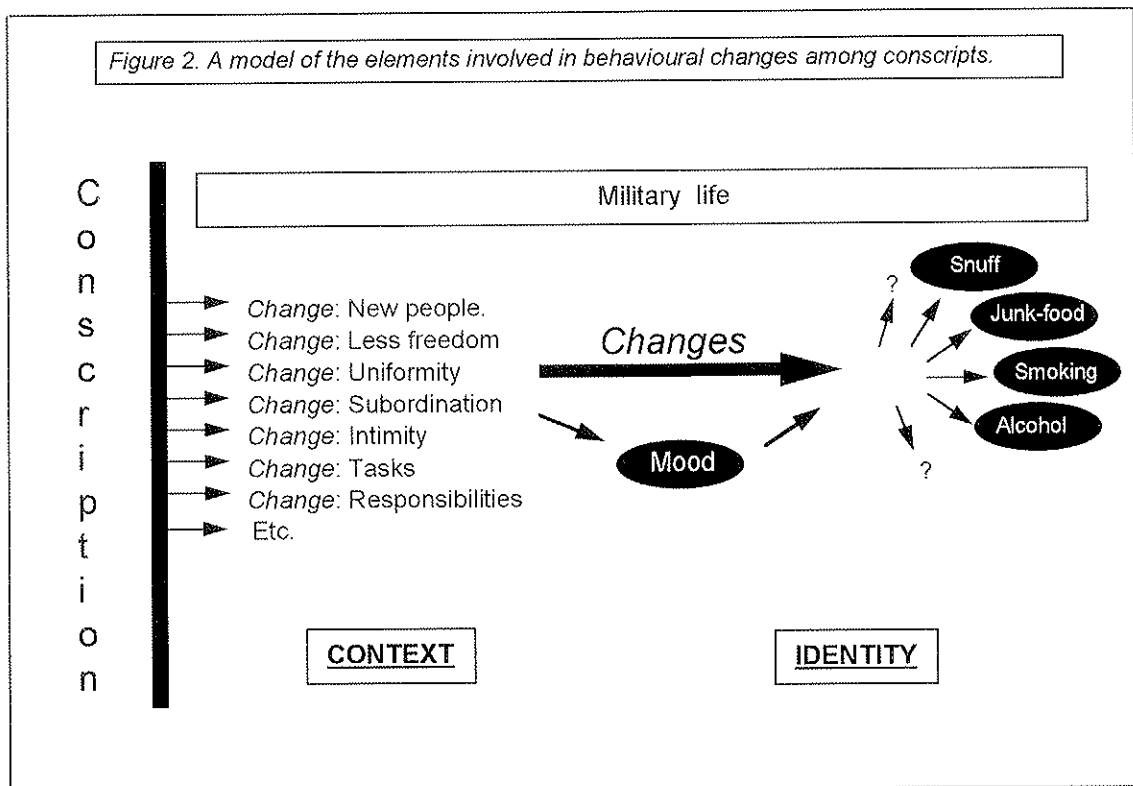 Figure 2. A model of the elements involved in behavioural changes among conscripts.
Conscription
Military life
Change: New people.
Change: Less freedom
Change: Uniformity
Change: Subordination
Change: Intimity
Change: Tasks
Change: Responsibilities
Etc.
Changes
Mood
?
Snuff
Junk-food
Smoking
Alcohol
?
CONTEXT
IDENTITY